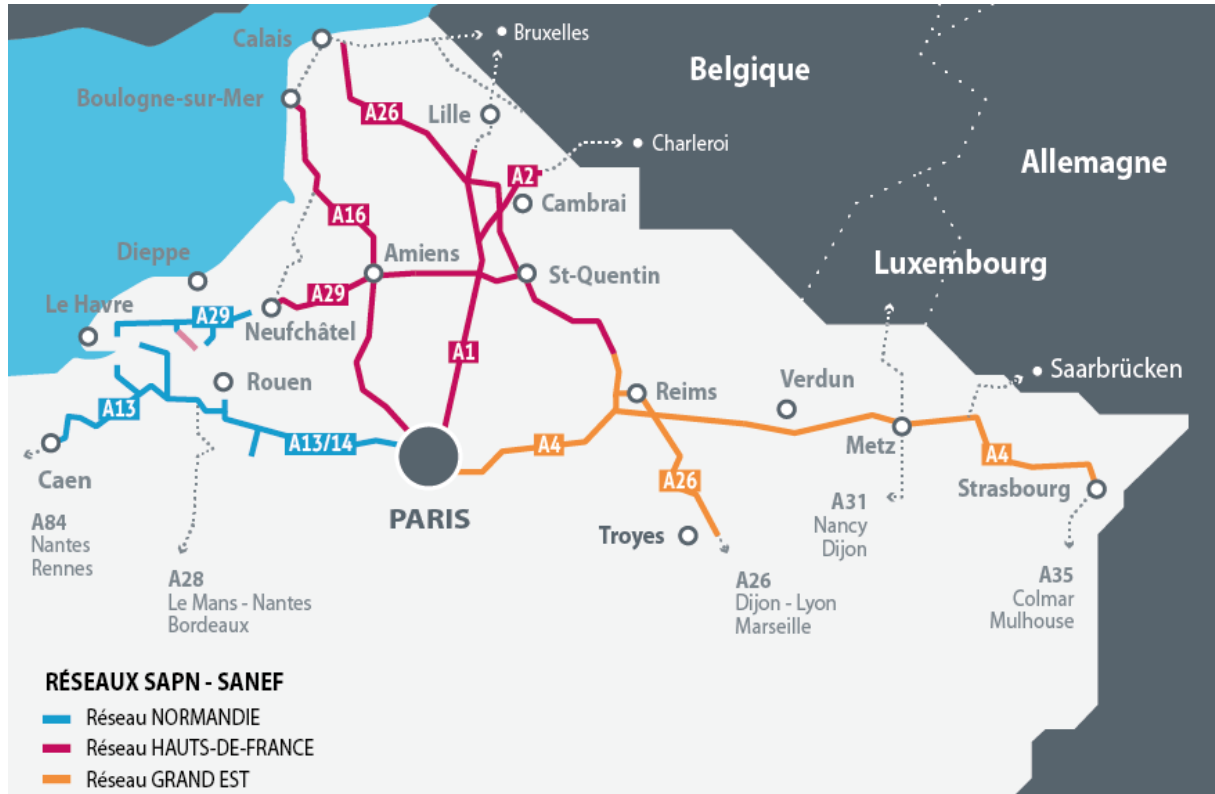 Calais
Bruxelles
Belgique
Boulogne-sur-Mer
A26
Lille
Charleroi
Allemagne
A2
Cambrai
A16
Dieppe
Amiens
St-Quentin
Luxembourg
Le Havre
A29
A29
Neufchâtel
A1
Rouen
Reims
Verdun
Saarbrücken
A13
A13/14
A4
Metz
A4
Caen
A26
Strasbourg
PARIS
Troyes
A84
Nantes
Rennes
A31
Nancy
Dijon
A28
Le Mans - Nantes
Bordeaux
A26
Dijon - Lyon
Marseille
A35
Colmar
Mulhouse
RÉSEAUX SAPN - SANEF
Réseau NORMANDIE
Réseau HAUTS-DE-FRANCE
Réseau GRAND EST